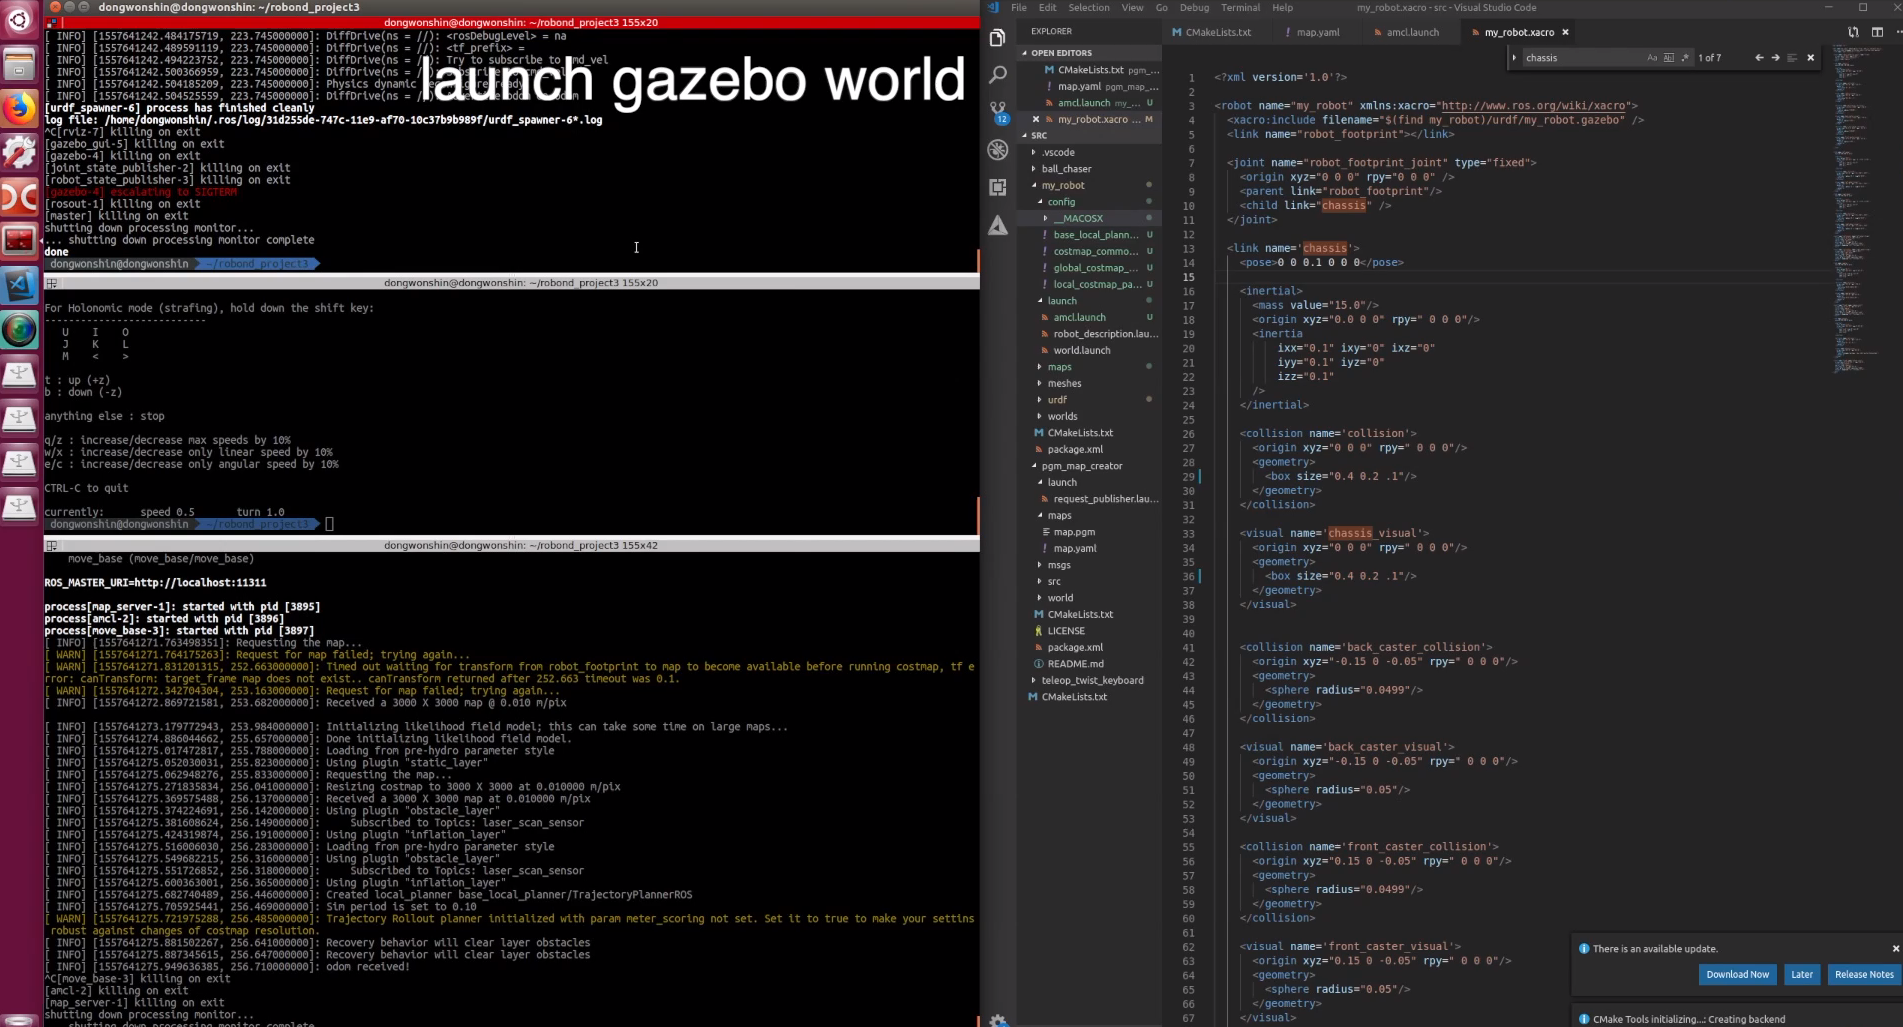 dongwonshin@dongwonshin: ~/robond_project3
dongwonshin@dongwonshin: ~/robond_project3 155x20
[ INFO] [1557641242.484175719, 223.745000000]: DiffDrive(ns = //): <rosDebugLevel> = na
[ INFO] [1557641242.489591119, 223.745000000]: DiffDrive(ns = //): <tf_prefix> =
[ INFO] [1557641242.494223752, 223.745000000]: DiffDrive(ns = //): Try to subscribe to cmd_vel
[ INFO] [1557641242.500366959, 223.745000000]: DiffDrive(ns = //):
[ INFO] [1557641242.504185209, 223.745000000]: Physics dynamic
[ INFO] [1557641242.504525559, 223.745000000]: DiffDrive(ns = //):
launch gazebo world
[urdf_spawner-6] process has finished cleanly
log file: /home/dongwonshin/.ros/log/31d255de-747c-11e9-af70-10c37b9b989f/urdf_spawner-6*.log
^C[rviz-7] killing on exit
[gazebo_gui-5] killing on exit
[gazebo-4] killing on exit
[joint_state_publisher-2] killing on exit
[robot_state_publisher-3] killing on exit
[gazebo-4] escalating to SIGTERM
[rosout-1] killing on exit
[master] killing on exit
shutting down processing monitor...
... shutting down processing monitor complete
done
dongwonshin@dongwonshin ~/robond_project3
dongwonshin@dongwonshin: ~/robond_project3 155x20
For Holonomic mode (strafing), hold down the shift key:
---------------------------
U I O
J K L
M < >
t : up (+z)
b : down (-z)
anything else : stop
q/z : increase/decrease max speeds by 10%
w/x : increase/decrease only linear speed by 10%
e/c : increase/decrease only angular speed by 10%
CTRL-C to quit
currently: speed 0.5 turn 1.0
dongwonshin@dongwonshin ~/robond_project3
dongwonshin@dongwonshin: ~/robond_project3 155x42
move_base (move_base/move_base)
ROS_MASTER_URI=http://localhost:11311
process[map_server-1]: started with pid [3895]
process[amcl-2]: started with pid [3896]
process[move_base-3]: started with pid [3897]
[ INFO] [1557641271.763498351]: Requesting the map...
[ WARN] [1557641271.764175263]: Request for map failed; trying again...
[ WARN] [1557641271.831201315, 252.663000000]: Timed out waiting for transform from robot_footprint to map to become available before running costmap, tf e
rror: canTransform: target_frame map does not exist.. canTransform returned after 252.663 timeout was 0.1.
[ WARN] [1557641272.342704304, 253.163000000]: Request for map failed; trying again...
[ INFO] [1557641272.869721581, 253.682000000]: Received a 3000 X 3000 map @ 0.010 m/pix
[ INFO] [1557641273.179772943, 253.984000000]: Initializing likelihood field model; this can take some time on large maps...
[ INFO] [1557641274.886044662, 255.657000000]: Done initializing likelihood field model.
[ INFO] [1557641275.017472817, 255.788000000]: Loading from pre-hydro parameter style
[ INFO] [1557641275.052030031, 255.823000000]: Using plugin "static_layer"
[ INFO] [1557641275.062948276, 255.833000000]: Requesting the map...
[ INFO] [1557641275.271835834, 256.041000000]: Resizing costmap to 3000 X 3000 at 0.010000 m/pix
[ INFO] [1557641275.369575488, 256.137000000]: Received a 3000 X 3000 map at 0.010000 m/pix
[ INFO] [1557641275.374224691, 256.142000000]: Using plugin "obstacle_layer"
[ INFO] [1557641275.381608624, 256.149000000]: Subscribed to Topics: laser_scan_sensor
[ INFO] [1557641275.424319874, 256.191000000]: Using plugin "inflation_layer"
[ INFO] [1557641275.516006030, 256.283000000]: Loading from pre-hydro parameter style
[ INFO] [1557641275.549682215, 256.316000000]: Using plugin "obstacle_layer"
[ INFO] [1557641275.551726852, 256.318000000]: Subscribed to Topics: laser_scan_sensor
[ INFO] [1557641275.600363001, 256.365000000]: Using plugin "inflation_layer"
[ INFO] [1557641275.682740489, 256.446000000]: Created local_planner base_local_planner/TrajectoryPlannerROS
[ INFO] [1557641275.705925441, 256.469000000]: Sim period is set to 0.10
[ WARN] [1557641275.721975288, 256.485000000]: Trajectory Rollout planner initialized with param meter_scoring not set. Set it to true to make your settins
robust against changes of costmap resolution.
[ INFO] [1557641275.881502267, 256.641000000]: Recovery behavior will clear layer obstacles
[ INFO] [1557641275.887345615, 256.647000000]: Recovery behavior will clear layer obstacles
[ INFO] [1557641275.949636385, 256.710000000]: odom received!
^C[move_base-3] killing on exit
[amcl-2] killing on exit
[map_server-1] killing on exit
shutting down processing monitor...
shutting down processing monitor complete
File Edit Selection View Go Debug Terminal Help
my_robot.xacro - src - Visual Studio Code
EXPLORER
OPEN EDITORS
CMakeLists.txt pgm_...
map.yaml pgm_map_...
amcl.launch my_... U
my_robot.xacro ... M
12
SRC
.vscode
ball_chaser
my_robot
config
__MACOSX
base_local_plann... U
costmap_commo... U
global_costmap_... U
local_costmap_pa... U
launch
amcl.launch U
robot_description.lau...
world.launch
maps
meshes
urdf
worlds
CMakeLists.txt
package.xml
pgm_map_creator
launch
request_publisher.lau...
maps
map.pgm
map.yaml
msgs
src
world
CMakeLists.txt
LICENSE
package.xml
README.md
teleop_twist_keyboard
CMakeLists.txt
CMakeLists.txt map.yaml amcl.launch my_robot.xacro
chassis Aa 1 of 7
1 <?xml version='1.0'?>
2
3 <robot name="my_robot" xmlns:xacro="http://www.ros.org/wiki/xacro">
4 <xacro:include filename="$(find my_robot)/urdf/my_robot.gazebo" />
5 <link name="robot_footprint"></link>
6
7 <joint name="robot_footprint_joint" type="fixed">
8 <origin xyz="0 0 0" rpy="0 0 0" />
9 <parent link="robot_footprint"/>
10 <child link="chassis" />
11 </joint>
12
13 <link name='chassis'>
14 <pose>0 0 0.1 0 0 0</pose>
15
16 <inertial>
17 <mass value="15.0"/>
18 <origin xyz="0.0 0 0" rpy=" 0 0 0"/>
19 <inertia
20 ixx="0.1" ixy="0" ixz="0"
21 iyy="0.1" iyz="0"
22 izz="0.1"
23 />
24 </inertial>
25
26 <collision name='collision'>
27 <origin xyz="0 0 0" rpy=" 0 0 0"/>
28 <geometry>
29 <box size="0.4 0.2 .1"/>
30 </geometry>
31 </collision>
32
33 <visual name='chassis_visual'>
34 <origin xyz="0 0 0" rpy=" 0 0 0"/>
35 <geometry>
36 <box size="0.4 0.2 .1"/>
37 </geometry>
38 </visual>
39
40
41 <collision name='back_caster_collision'>
42 <origin xyz="-0.15 0 -0.05" rpy=" 0 0 0"/>
43 <geometry>
44 <sphere radius="0.0499"/>
45 </geometry>
46 </collision>
47
48 <visual name='back_caster_visual'>
49 <origin xyz="-0.15 0 -0.05" rpy=" 0 0 0"/>
50 <geometry>
51 <sphere radius="0.05"/>
52 </geometry>
53 </visual>
54
55 <collision name='front_caster_collision'>
56 <origin xyz="0.15 0 -0.05" rpy=" 0 0 0"/>
57 <geometry>
58 <sphere radius="0.0499"/>
59 </geometry>
60 </collision>
61
62 <visual name='front_caster_visual'>
63 <origin xyz="0.15 0 -0.05" rpy=" 0 0 0"/>
64 <geometry>
65 <sphere radius="0.05"/>
66 </geometry>
67 </visual>
There is an available update.
Download Now Later Release Notes
CMake Tools initializing...: Creating backend